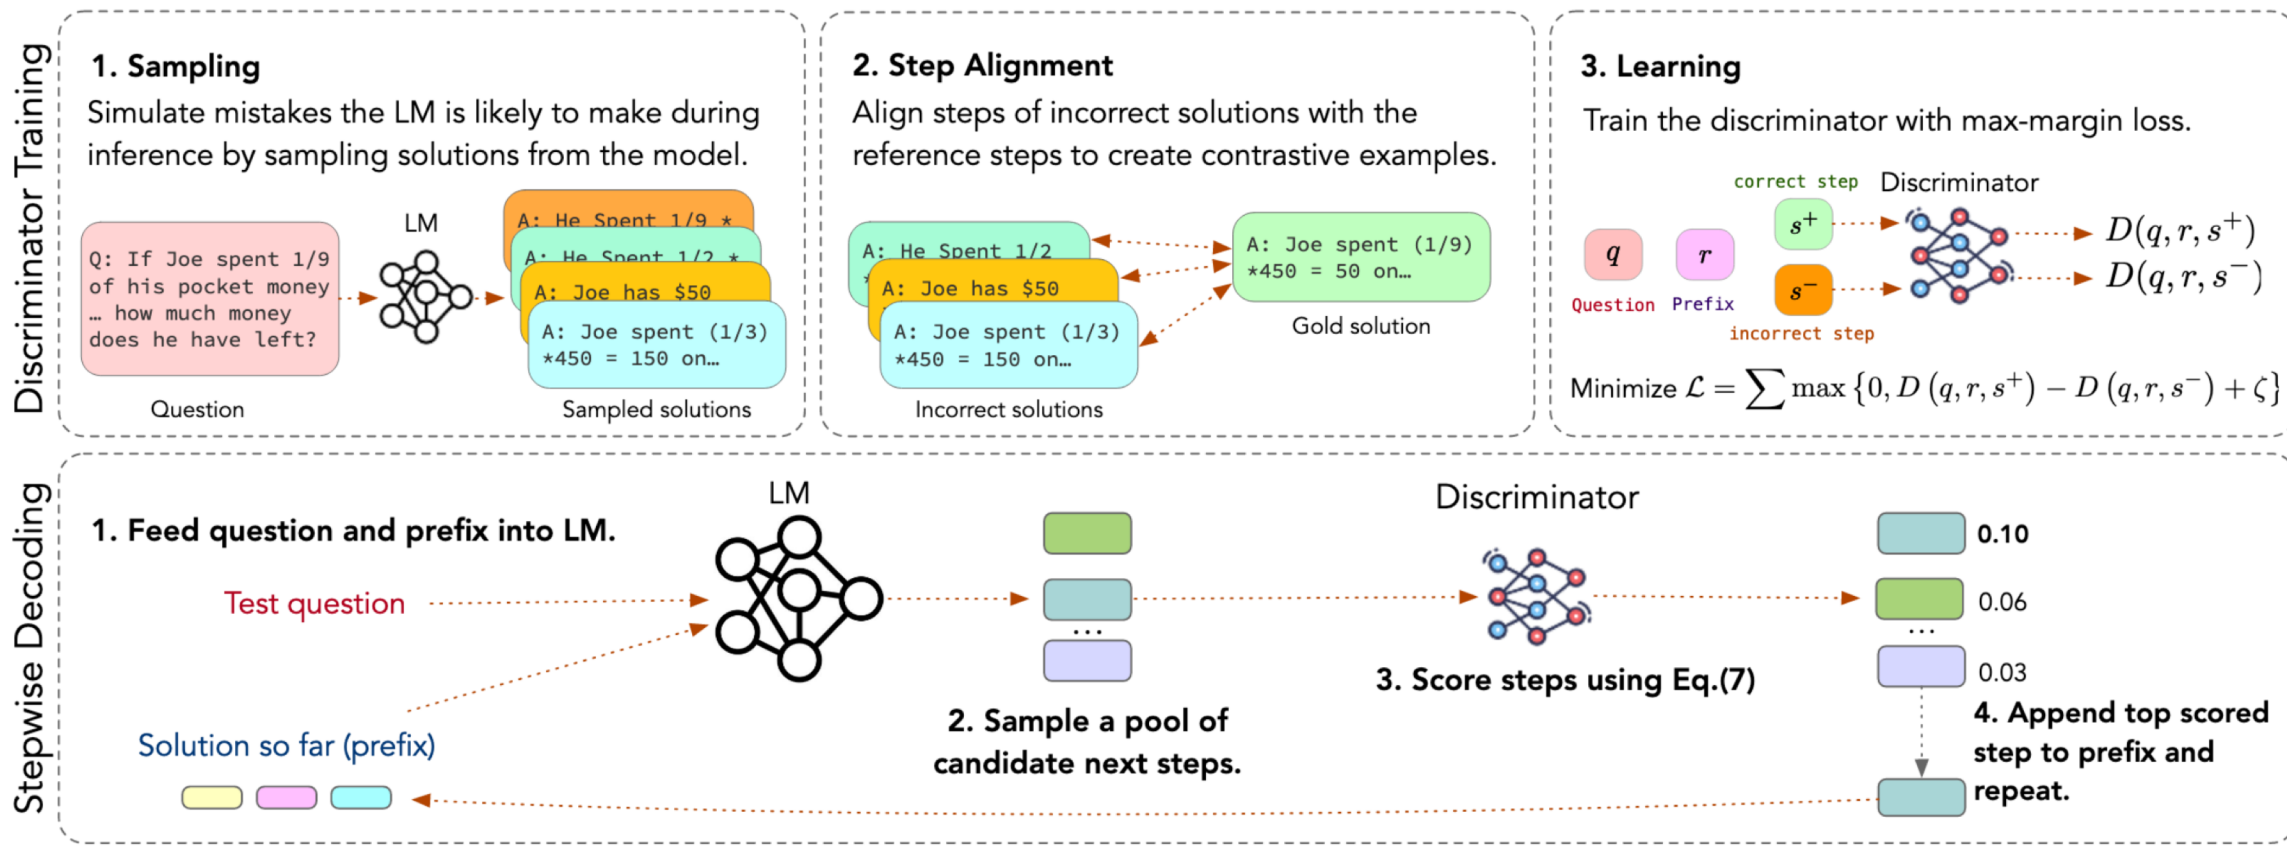 Discriminator Training
1. Sampling
Simulate mistakes the LM is likely to make during
inference by sampling solutions from the model.
Q: If Joe spent 1/9
of his pocket money
… how much money
does he have left?
Question
LM
A: He Spent 1/9 *
A: He Spent 1/2 *
A: Joe has $50
A: Joe spent (1/3)
*450 = 150 on…
Sampled solutions
2. Step Alignment
Align steps of incorrect solutions with the
reference steps to create contrastive examples.
A: He Spent 1/2
*
A: Joe has $50
A: Joe spent (1/3)
*450 = 150 on…
Incorrect solutions
A: Joe spent (1/9)
*450 = 50 on…
Gold solution
3. Learning
Train the discriminator with max-margin loss.
correct step
Discriminator
q
Question
r
Prefix
s⁺
s⁻
incorrect step
D(q, r, s⁺)
D(q, r, s⁻)
Minimize ℒ = ∑ max {0, D (q, r, s⁺) − D (q, r, s⁻) + ζ}
Stepwise Decoding
1. Feed question and prefix into LM.
Test question
Solution so far (prefix)
LM
...
2. Sample a pool of
candidate next steps.
Discriminator
3. Score steps using Eq.(7)
0.10
0.06
...
0.03
4. Append top scored
step to prefix and
repeat.